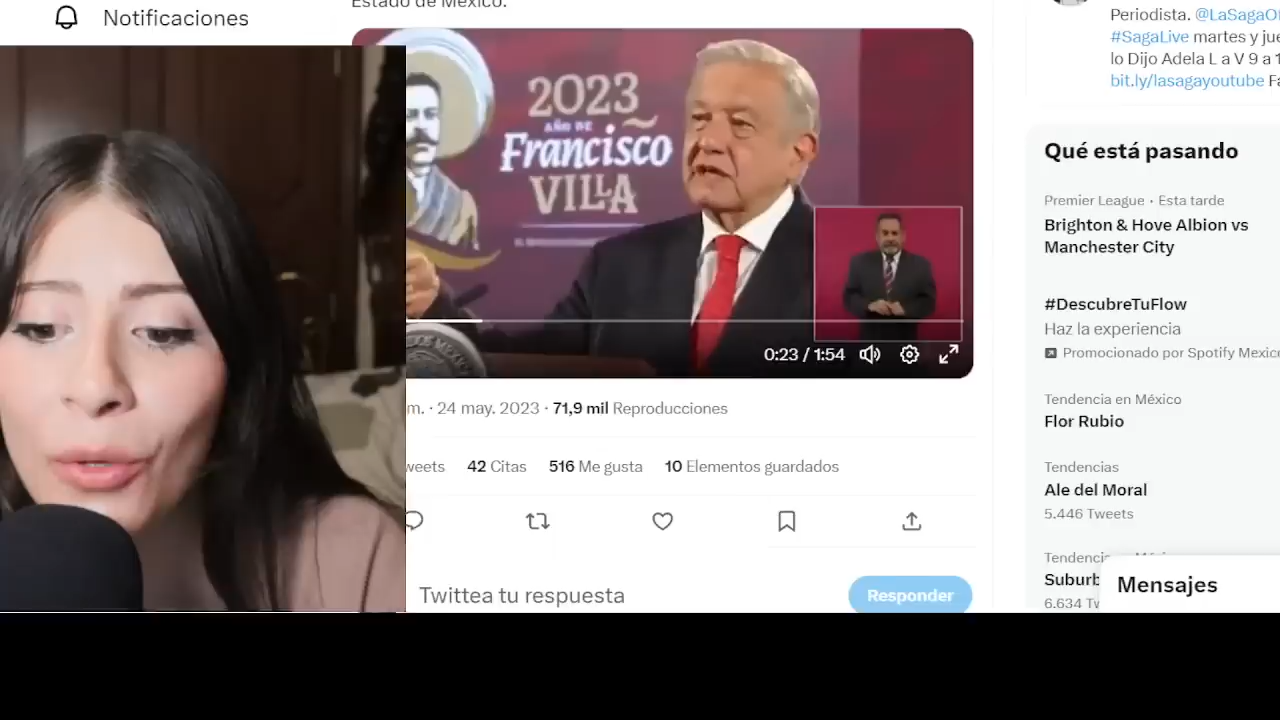 Notificaciones
Estado de México.
2023
AÑO DE
Francisco
VILLA
0:23 / 1:54
m. · 24 may. 2023 · 71,9 mil Reproducciones
weets 42 Citas 516 Me gusta 10 Elementos guardados
Twittea tu respuesta
Responder
Periodista. @LaSagaOf
#SagaLive martes y jue
lo Dijo Adela L a V 9 a 1
bit.ly/lasagayoutube Fa
Qué está pasando
Premier League · Esta tarde
Brighton & Hove Albion vs
Manchester City
#DescubreTuFlow
Haz la experiencia
Promocionado por Spotify Mexico
Tendencia en México
Flor Rubio
Tendencias
Ale del Moral
5.446 Tweets
Tendencia
Suburb
6.634 Tw
Mensajes